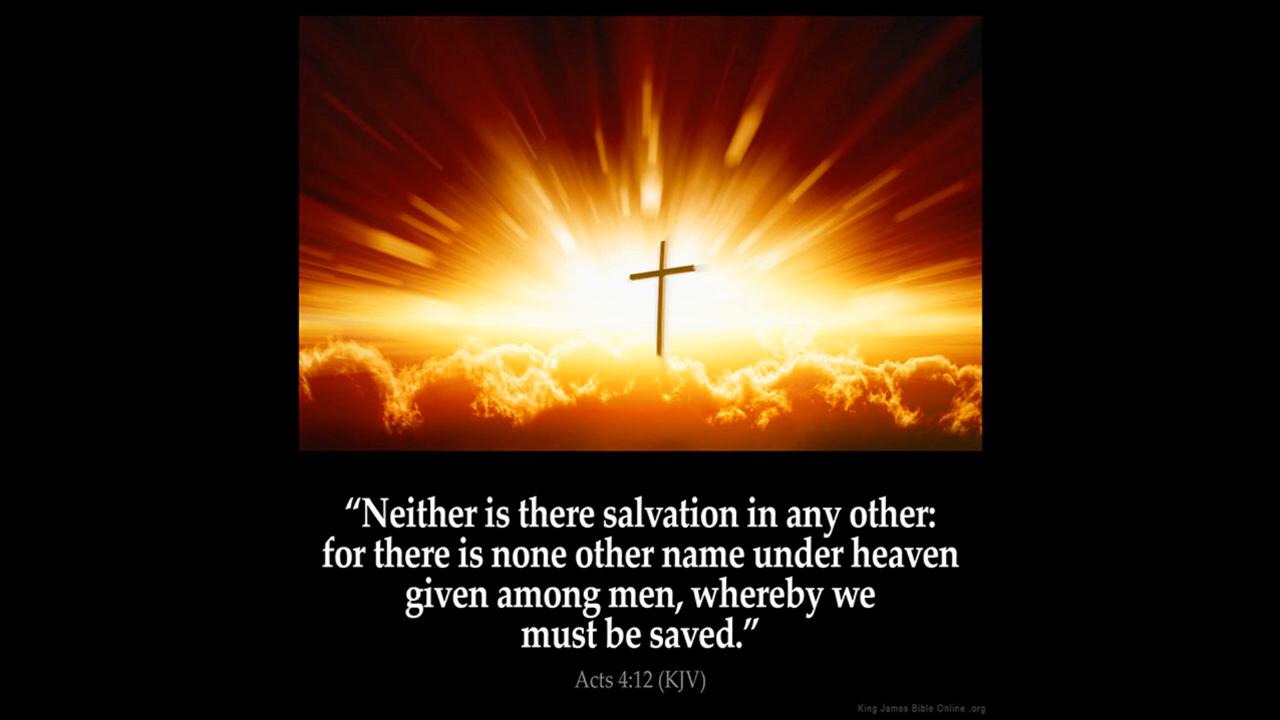 “Neither is there salvation in any other:
for there is none other name under heaven
given among men, whereby we
must be saved.”
Acts 4:12 (KJV)
King James Bible Online .org